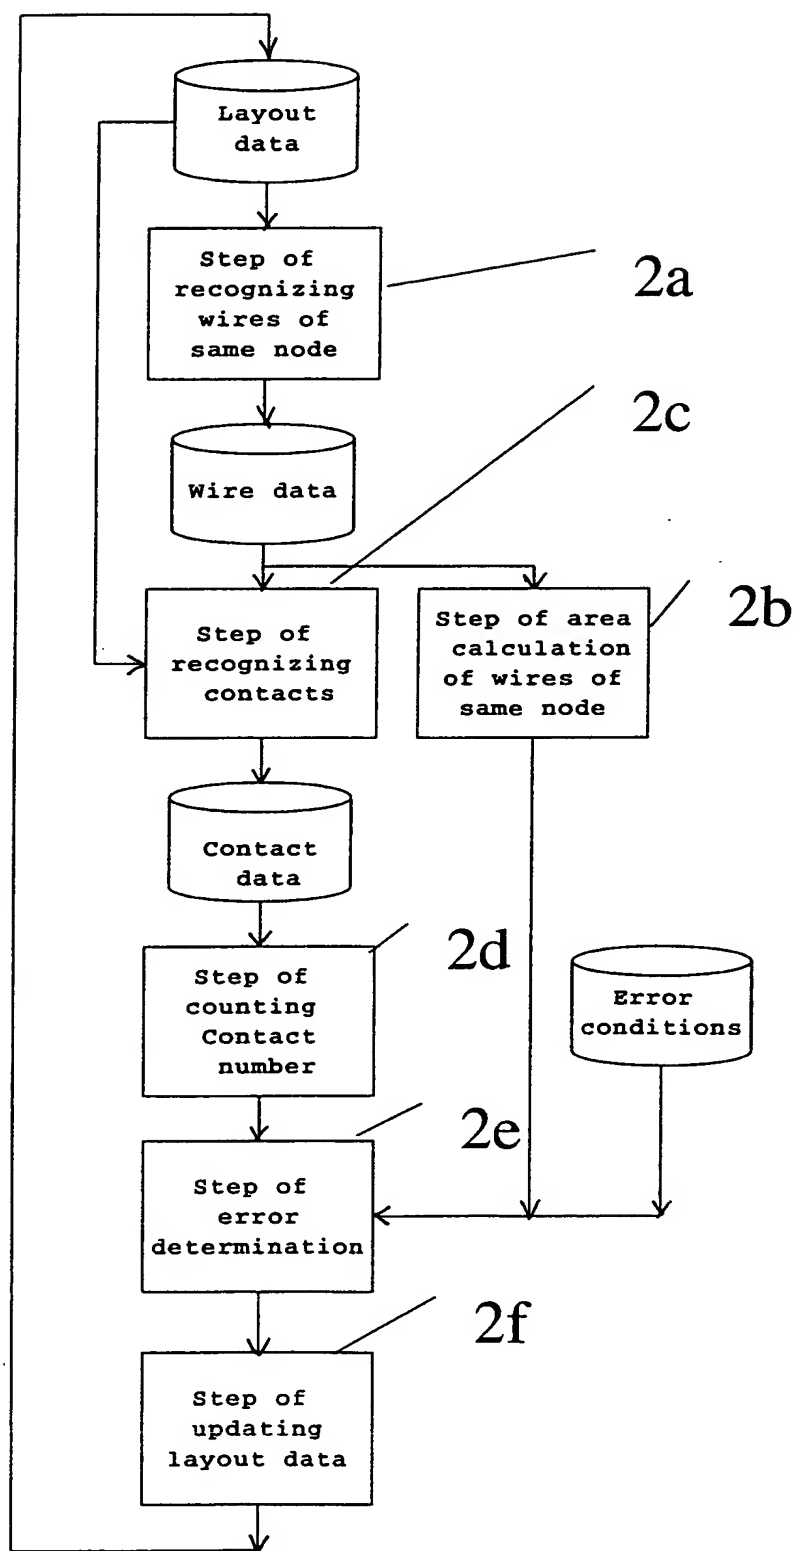 Layout
data
Step of
recognizing
wires of
same node
2a
2c
Wire data
Step of
recognizing
contacts
Step of area
calculation
of wires of
same node
2b
Contact
data
2d
Step of
counting
Contact
number
Error
conditions
2e
Step of
error
determination
2f
Step of
updating
layout data